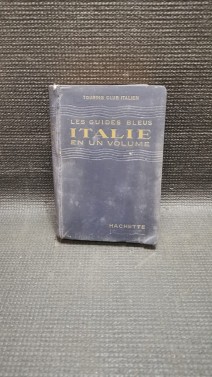 TOURING CLUB ITALIEN
LES GUIDES BLEUS
ITALIE
EN UN VOLUME
HACHETTE